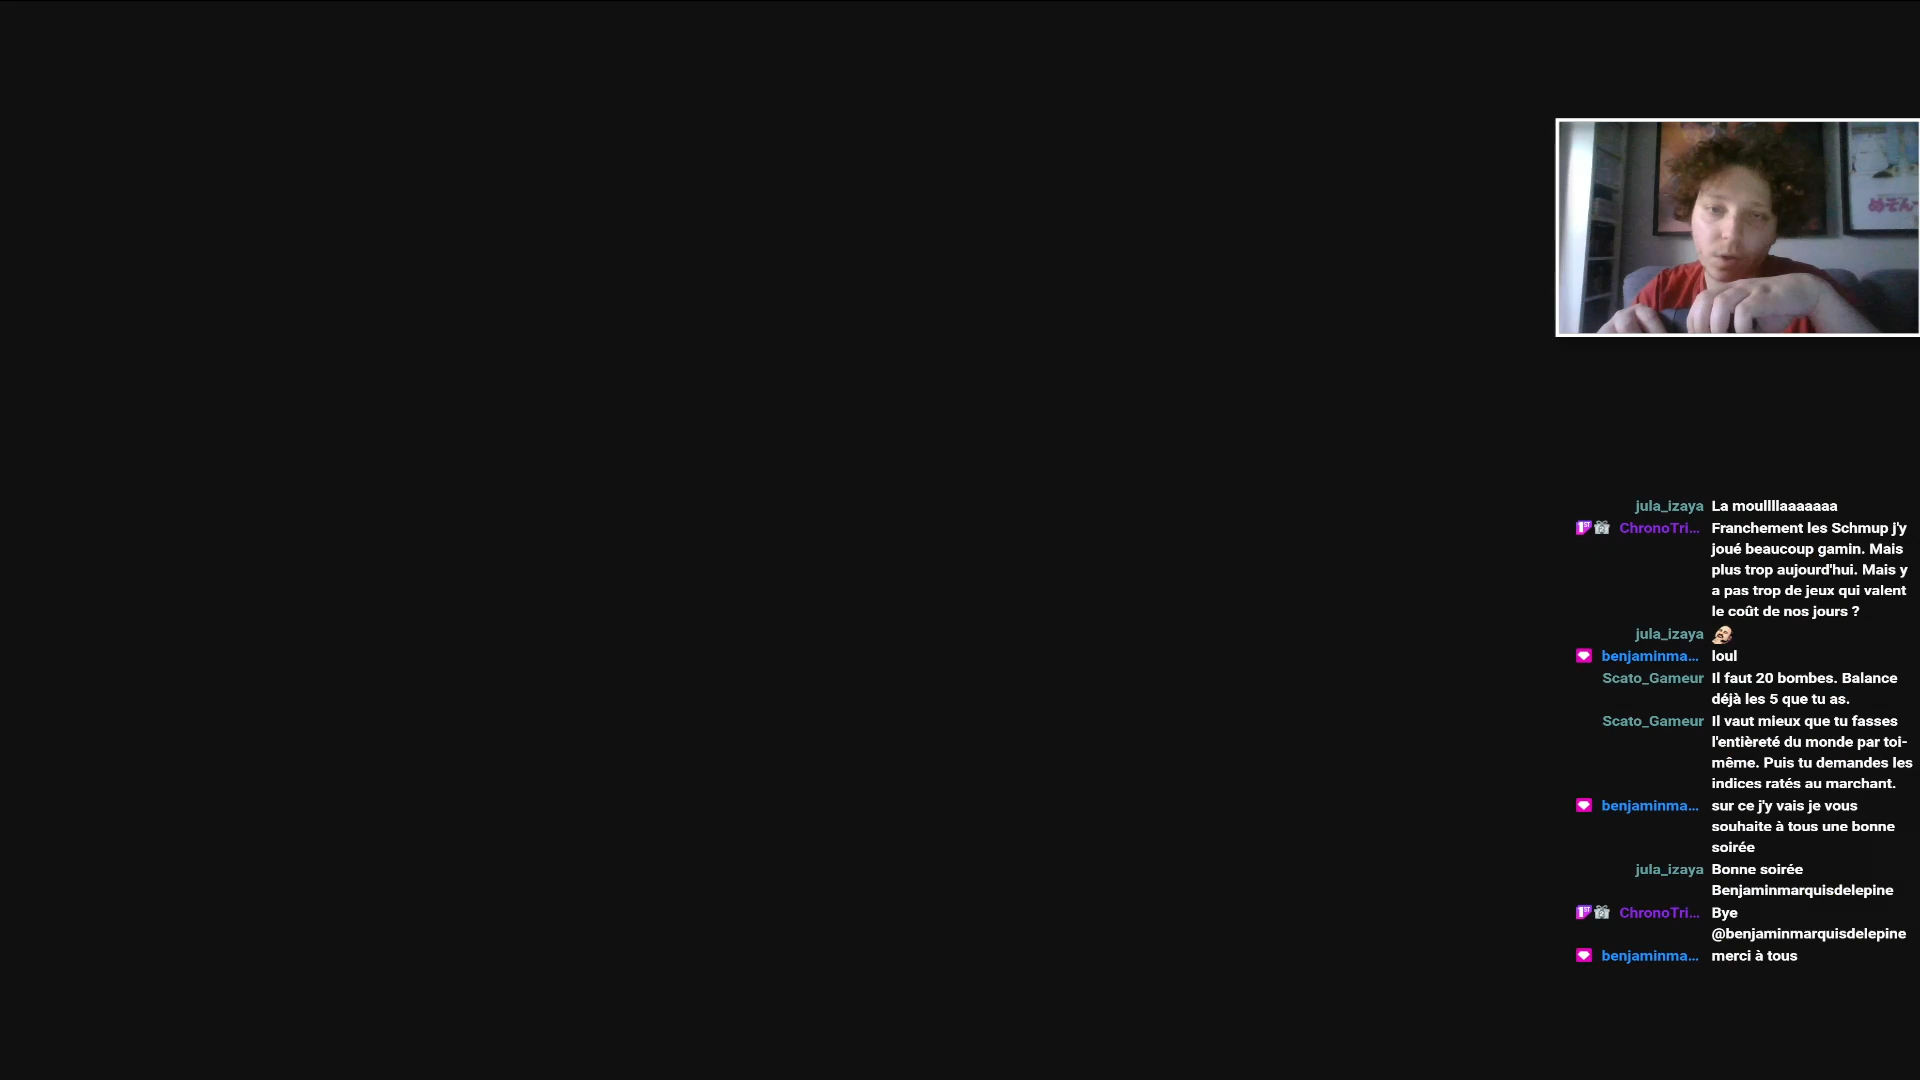 めぞん
jula_izaya La moullllaaaaaaa
ChronoTri... Franchement les Schmup j'y
joué beaucoup gamin. Mais
plus trop aujourd'hui. Mais y
a pas trop de jeux qui valent
le coût de nos jours ?
jula_izaya
benjaminma... loul
Scato_Gameur Il faut 20 bombes. Balance
déjà les 5 que tu as.
Scato_Gameur Il vaut mieux que tu fasses
l'entièreté du monde par toi-
même. Puis tu demandes les
indices ratés au marchant.
benjaminma... sur ce j'y vais je vous
souhaite à tous une bonne
soirée
jula_izaya Bonne soirée
Benjaminmarquisdelepine
ChronoTri... Bye
@benjaminmarquisdelepine
benjaminma... merci à tous